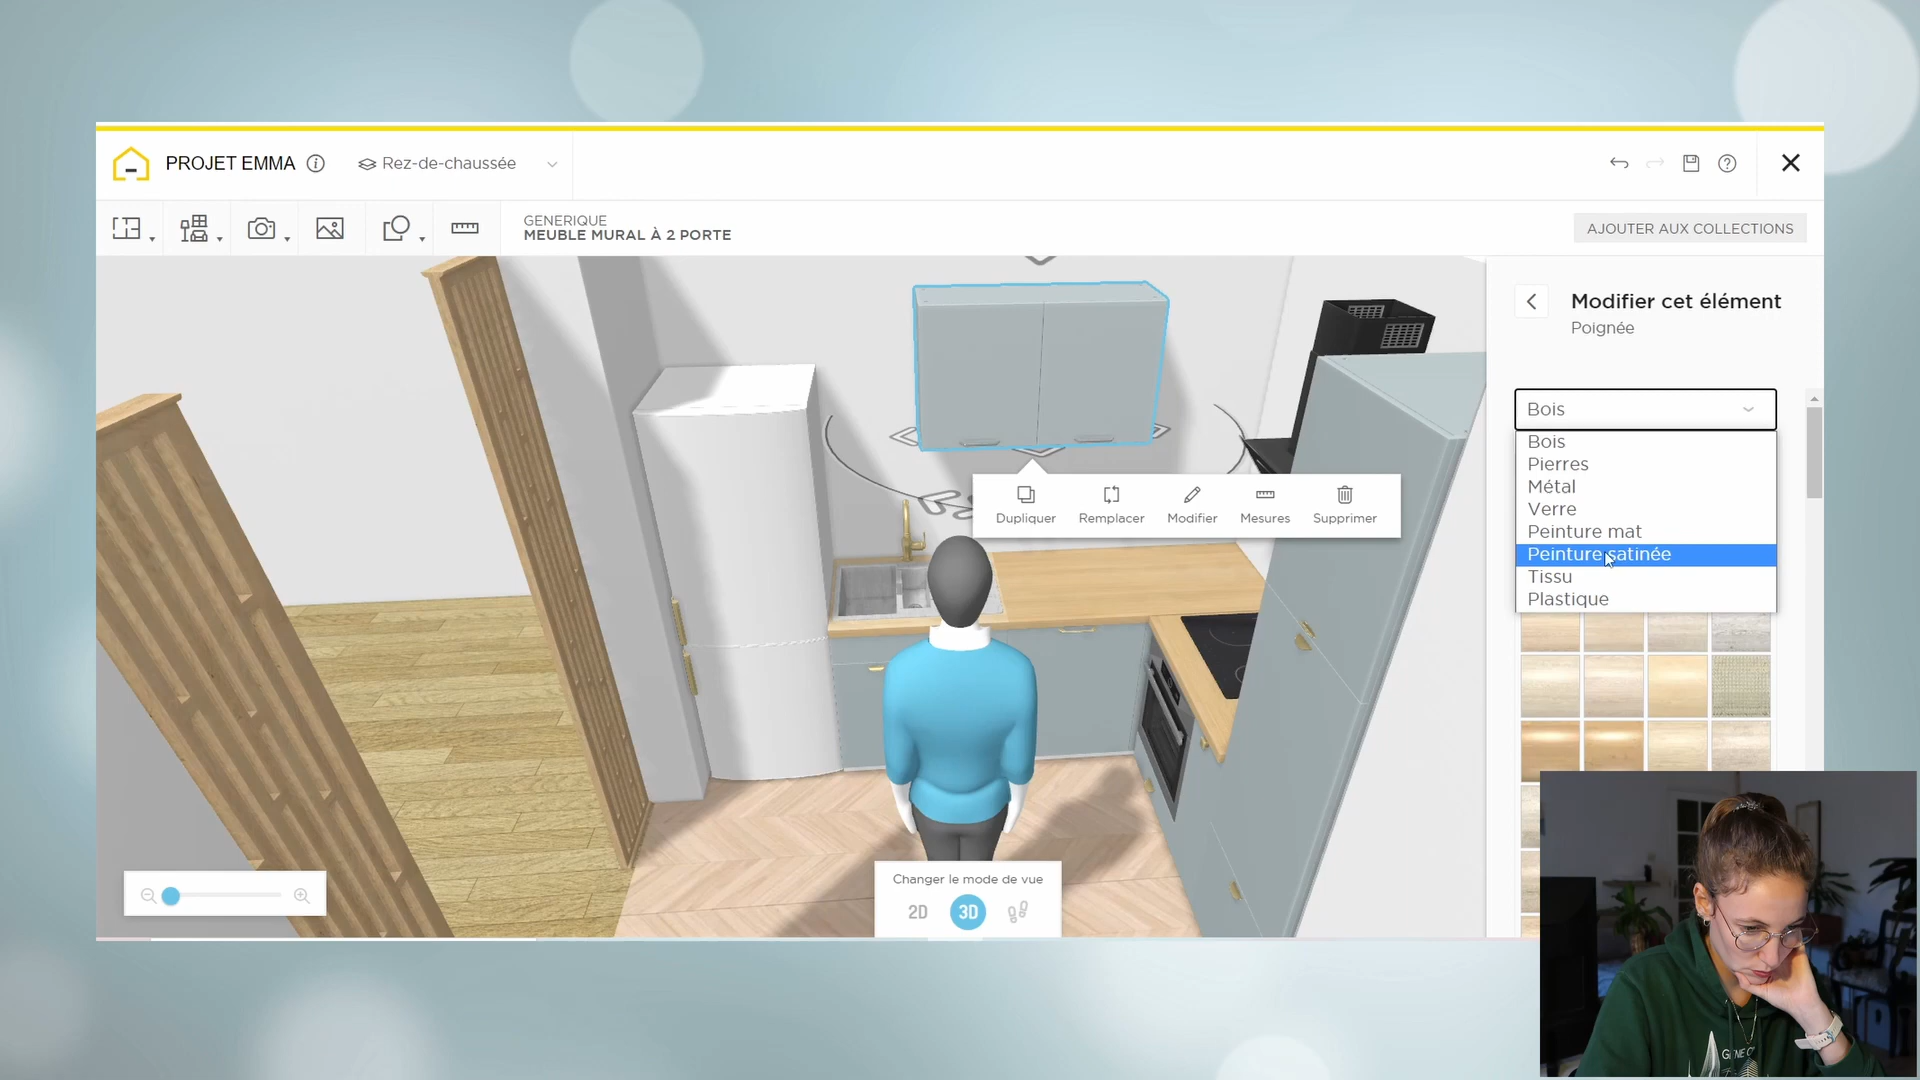 PROJET EMMA
Rez-de-chaussée
GENERIQUE
MEUBLE MURAL À 2 PORTE
AJOUTER AUX COLLECTIONS
Modifier cet élément
Poignée
Bois
Bois
Pierres
Métal
Verre
Peinture mat
Peinture satinée
Tissu
Plastique
Dupliquer
Remplacer
Modifier
Mesures
Supprimer
Changer le mode de vue
2D
3D